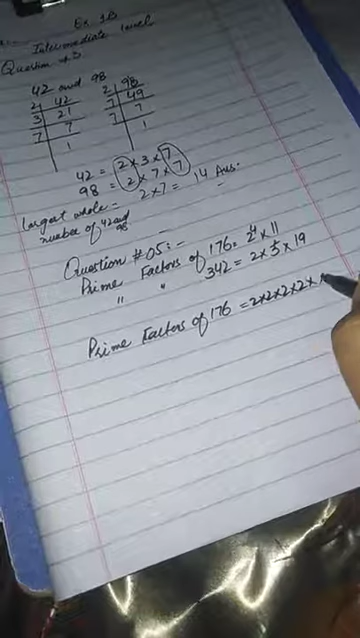 Ex 1B
Intermediate level
Question #3
42 and 98
2 | 42    2 | 98
3 | 21    7 | 49
7 | 7    7 | 7
1    1
42 = 2 × 3 × 7
98 = 2 × 7 × 7
2 × 7 = 14 Ans.
Largest whole =
number of 42 and 98
Question #05:-
Prime Factors of 176 = 2⁴ × 11
" " 342 = 2 × 3 × 19
Prime Factors of 176 = 2×2×2×2×